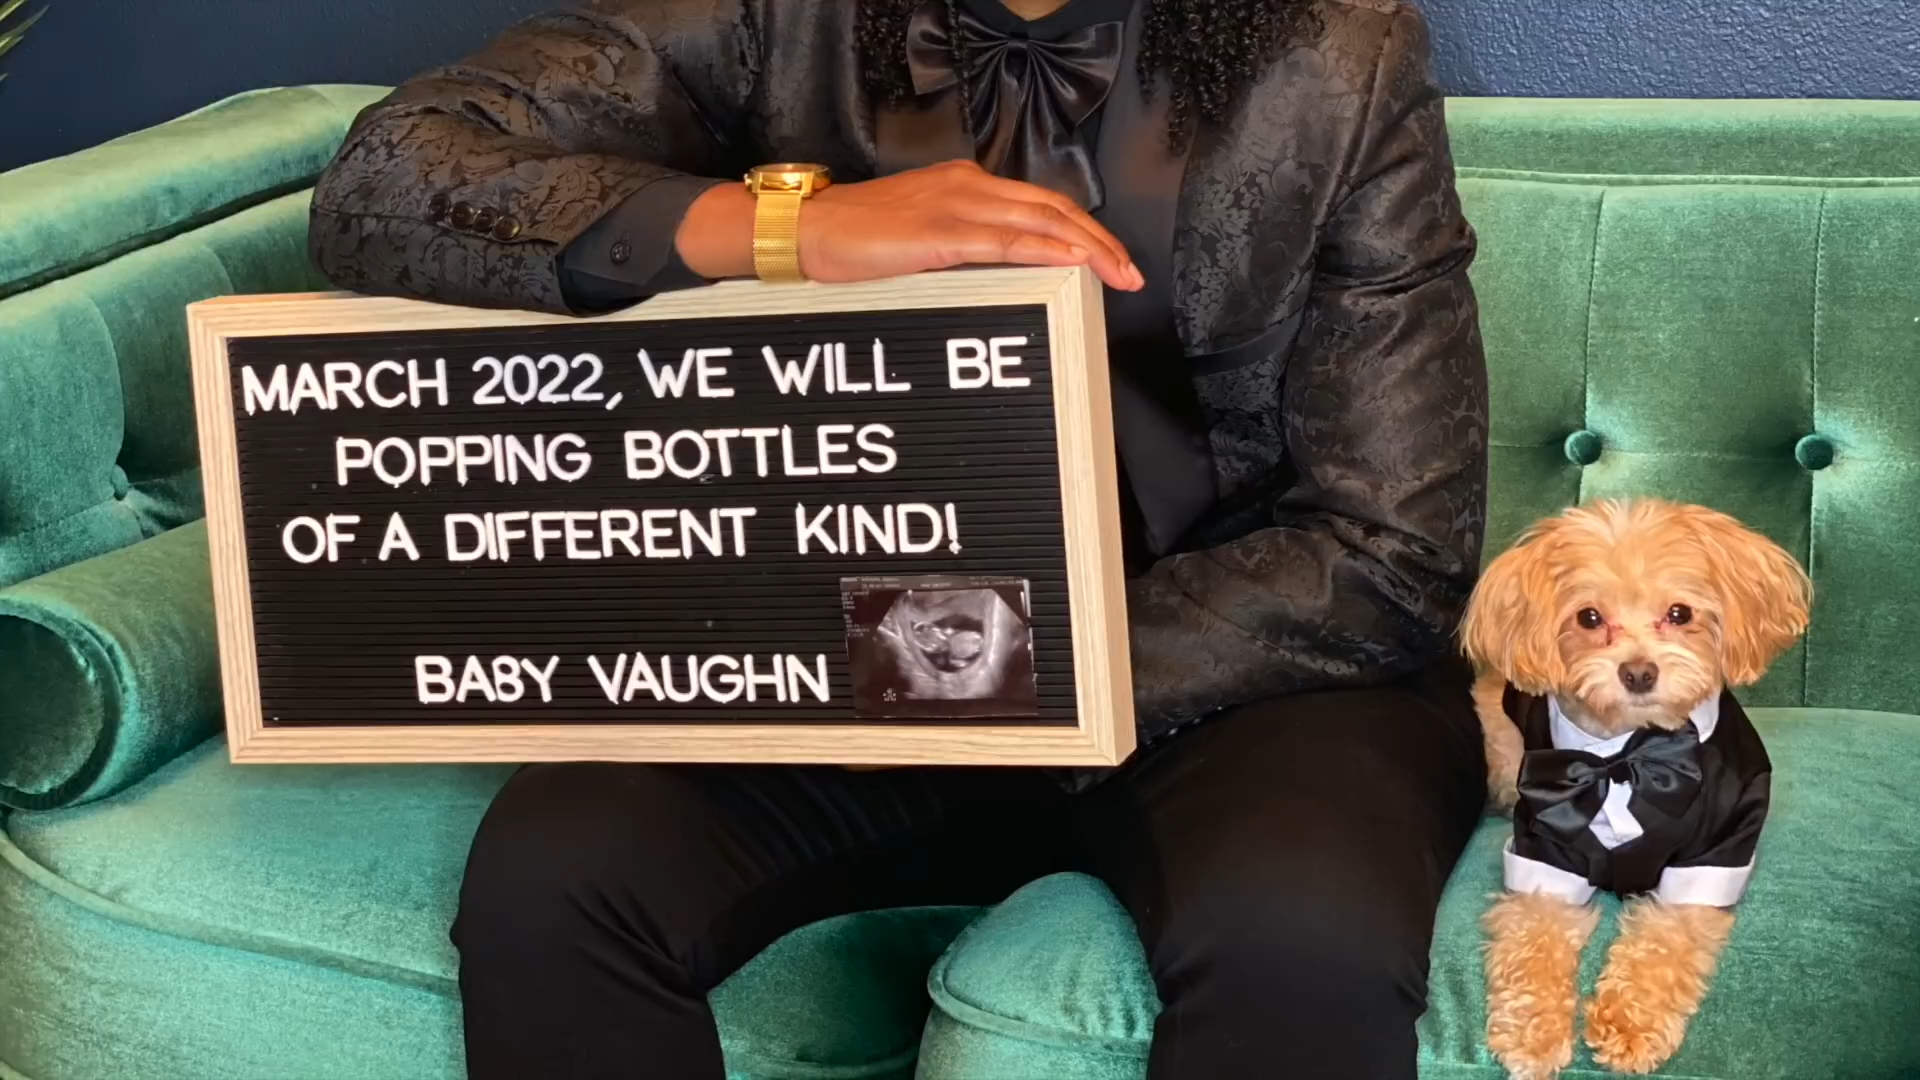 MARCH 2022, WE WILL BE
POPPING BOTTLES
OF A DIFFERENT KIND!
BABY VAUGHN